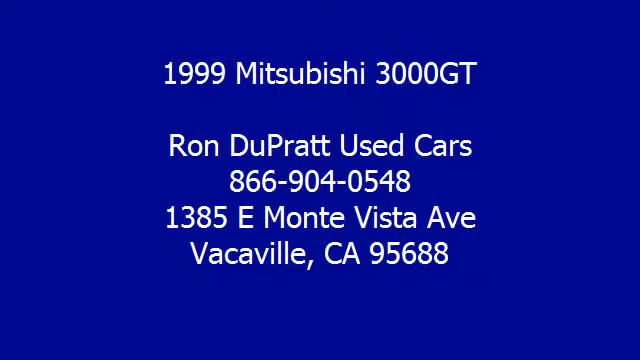 1999 Mitsubishi 3000GT
Ron DuPratt Used Cars
866-904-0548
1385 E Monte Vista Ave
Vacaville, CA 95688